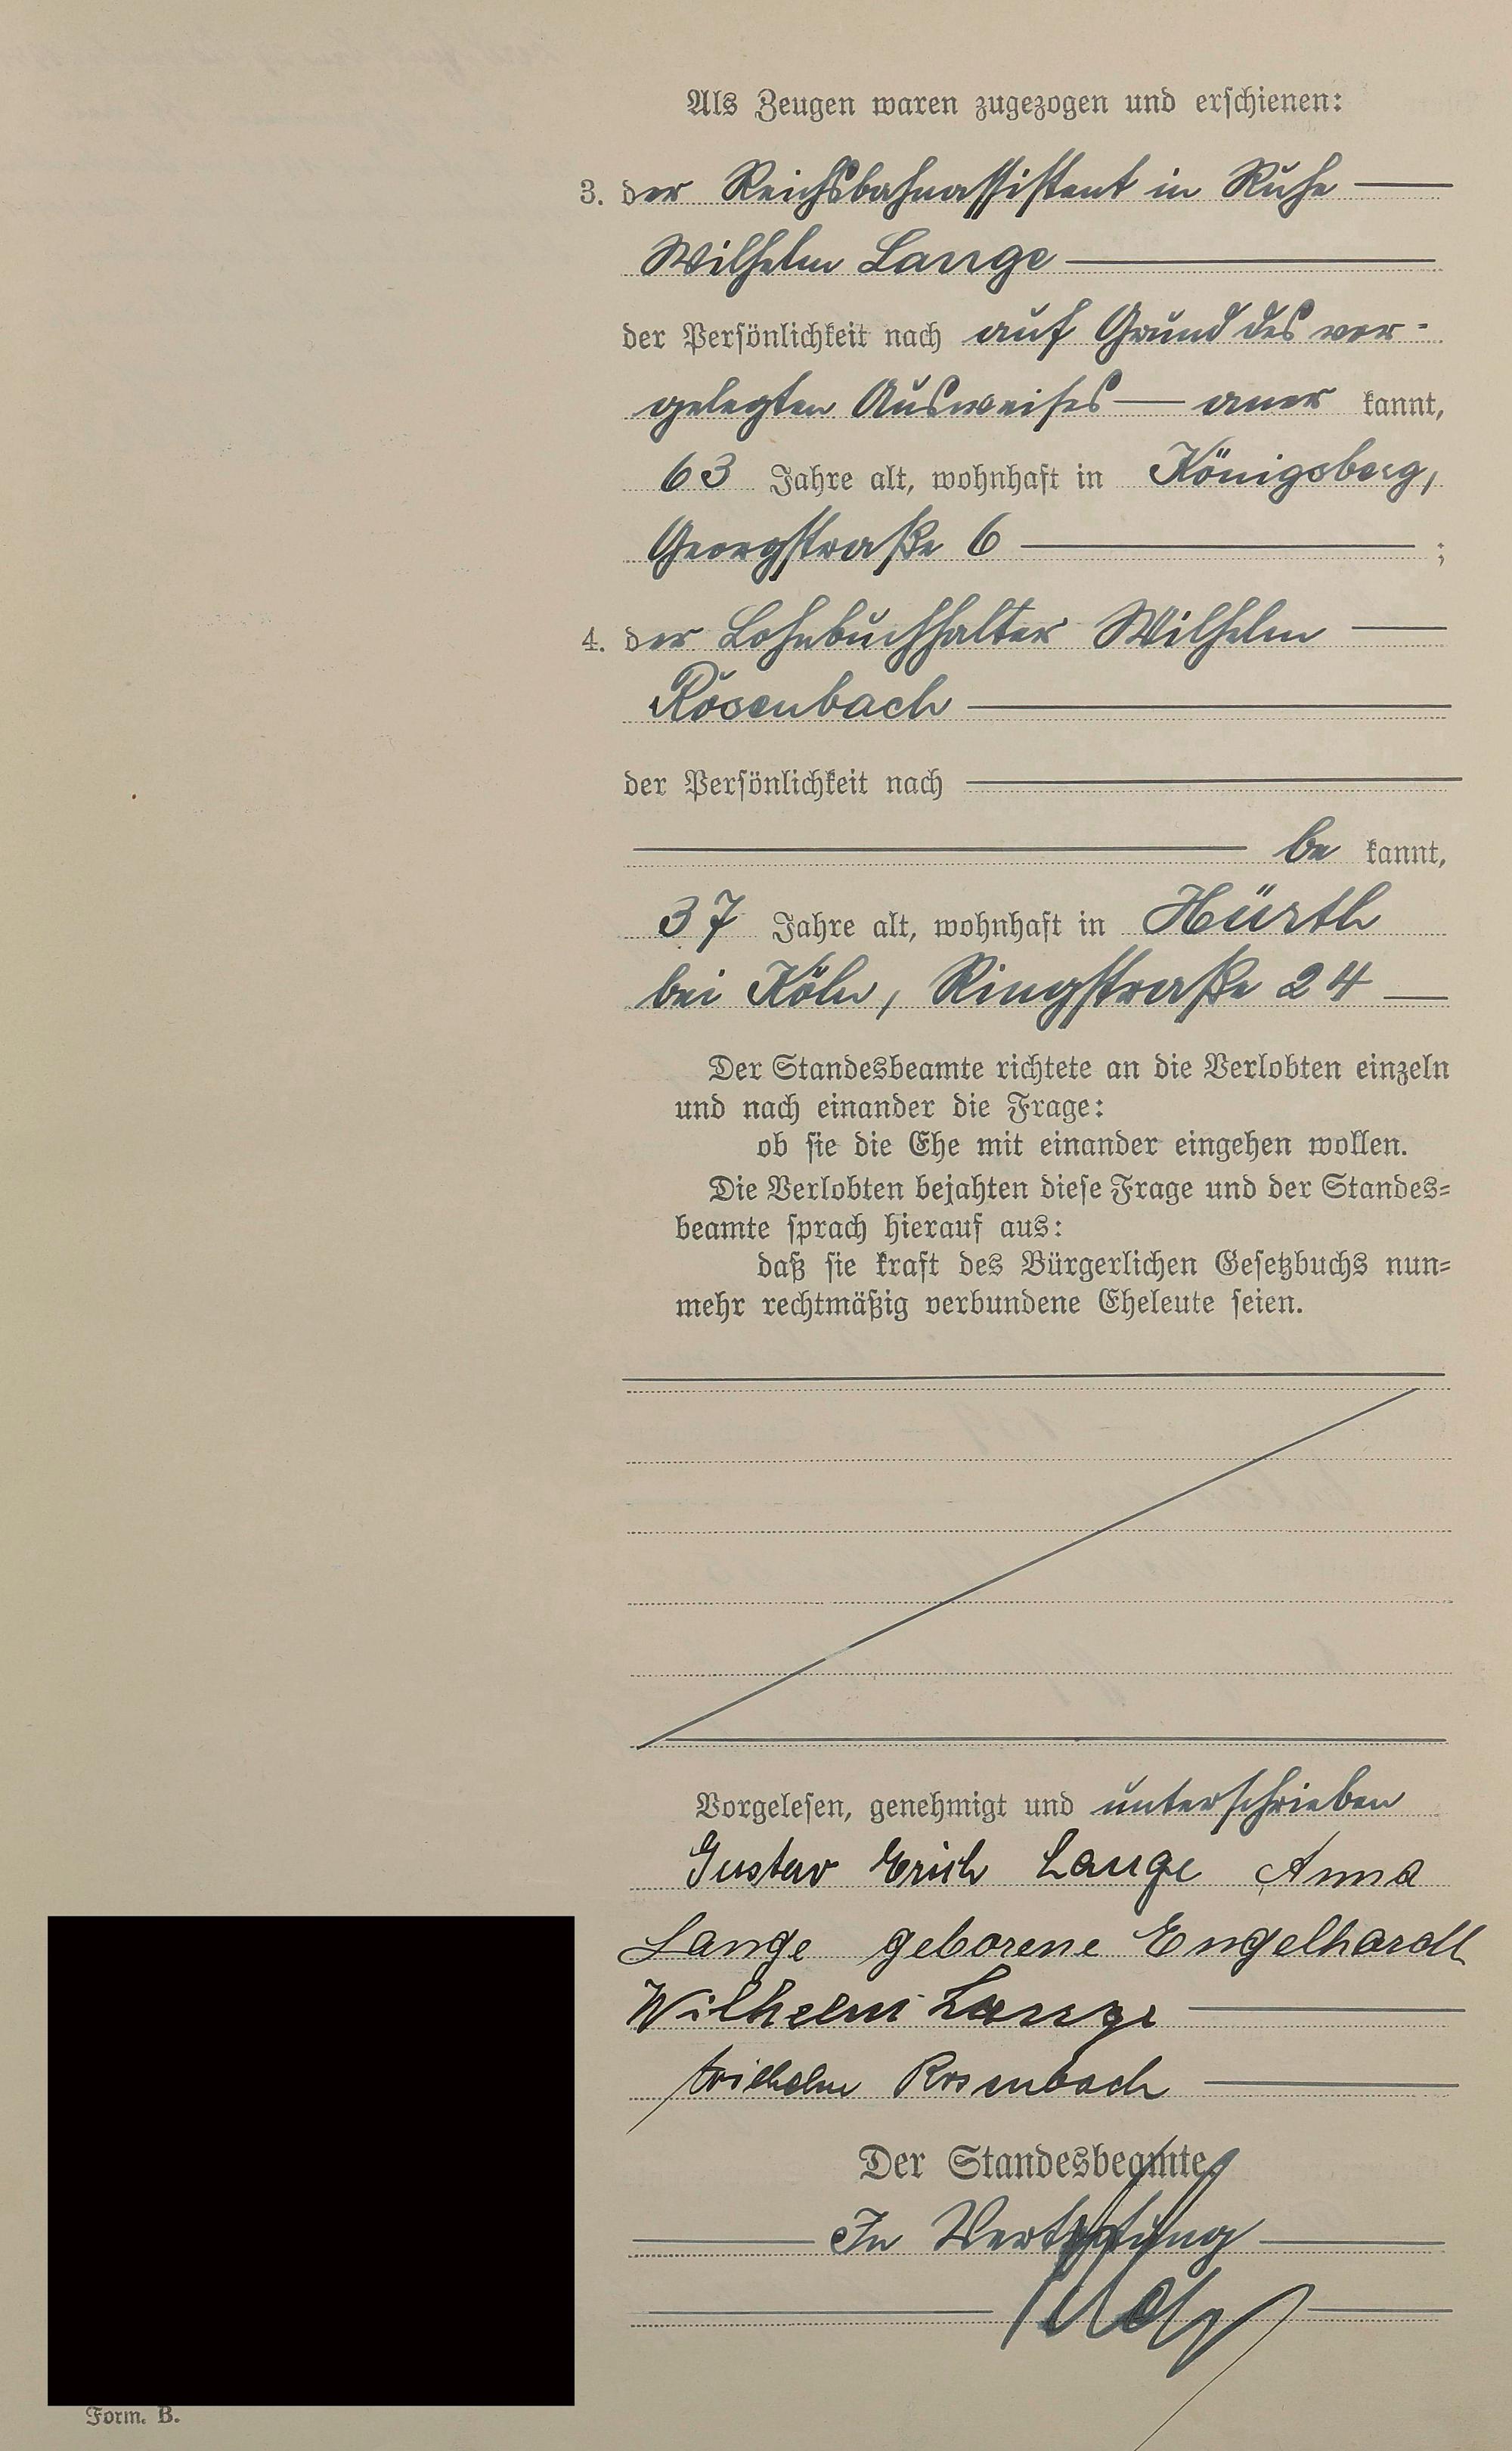 Als Zeugen waren zugezogen und erschienen:
3. der Reichsbahnassistent in Ruhe
Wilhelm Lange
der Persönlichkeit nach auf Grund des vor-
gelegten Ausweises — aner kannt,
63 Jahre alt, wohnhaft in Königsberg,
Georgstraße 6 ;
4. der Lohnbuchhalter Wilhelm
Rosenbach
der Persönlichkeit nach
be kannt,
37 Jahre alt, wohnhaft in Hürth
bei Köln, Ringstraße 24
Der Standesbeamte richtete an die Verlobten einzeln
und nach einander die Frage:
ob sie die Ehe mit einander eingehen wollen.
Die Verlobten bejahten diese Frage und der Standes-
beamte sprach hierauf aus:
daß sie kraft des Bürgerlichen Gesetzbuchs nun-
mehr rechtmäßig verbundene Eheleute seien.
Vorgelesen, genehmigt und unterschrieben
Gustav Erich Lange Anna
Lange geborene Engelhardt
Wilhelm Lange
Wilhelm Rosenbach
Der Standesbeamte
In Vertretung
Form. B.